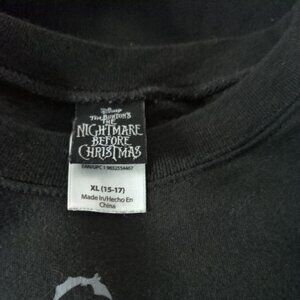 Disney
Tim Burton's
THE
NIGHTMARE
BEFORE
CHRISTMAS
XL (15-17)
Made In/Hecho En
China